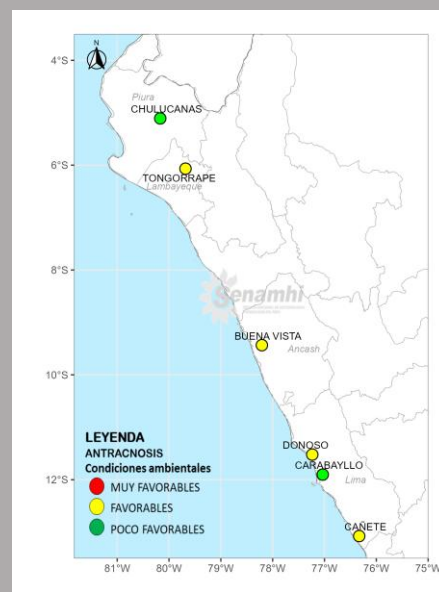 N
4°S
Piura
CHULUCANAS
6°S
TONGORRAPE
Lambayeque
8°S
Senamhi
BUENA VISTA
Ancash
10°S
DONOSO
CARABAYLLO
Lima
12°S
CAÑETE
LEYENDA
ANTRACNOSIS
Condiciones ambientales
MUY FAVORABLES
FAVORABLES
POCO FAVORABLES
81°W 80°W 79°W 78°W 77°W 76°W 75°W